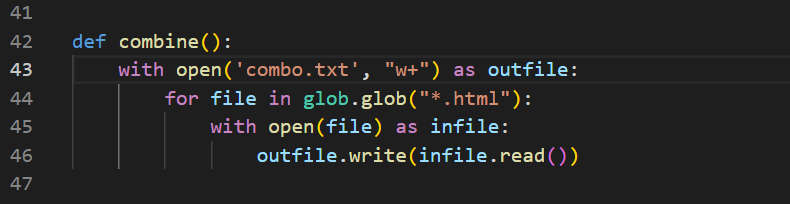 41
42 def combine():
43     with open('combo.txt', "w+") as outfile:
44         for file in glob.glob("*.html"):
45             with open(file) as infile:
46                 outfile.write(infile.read())
47